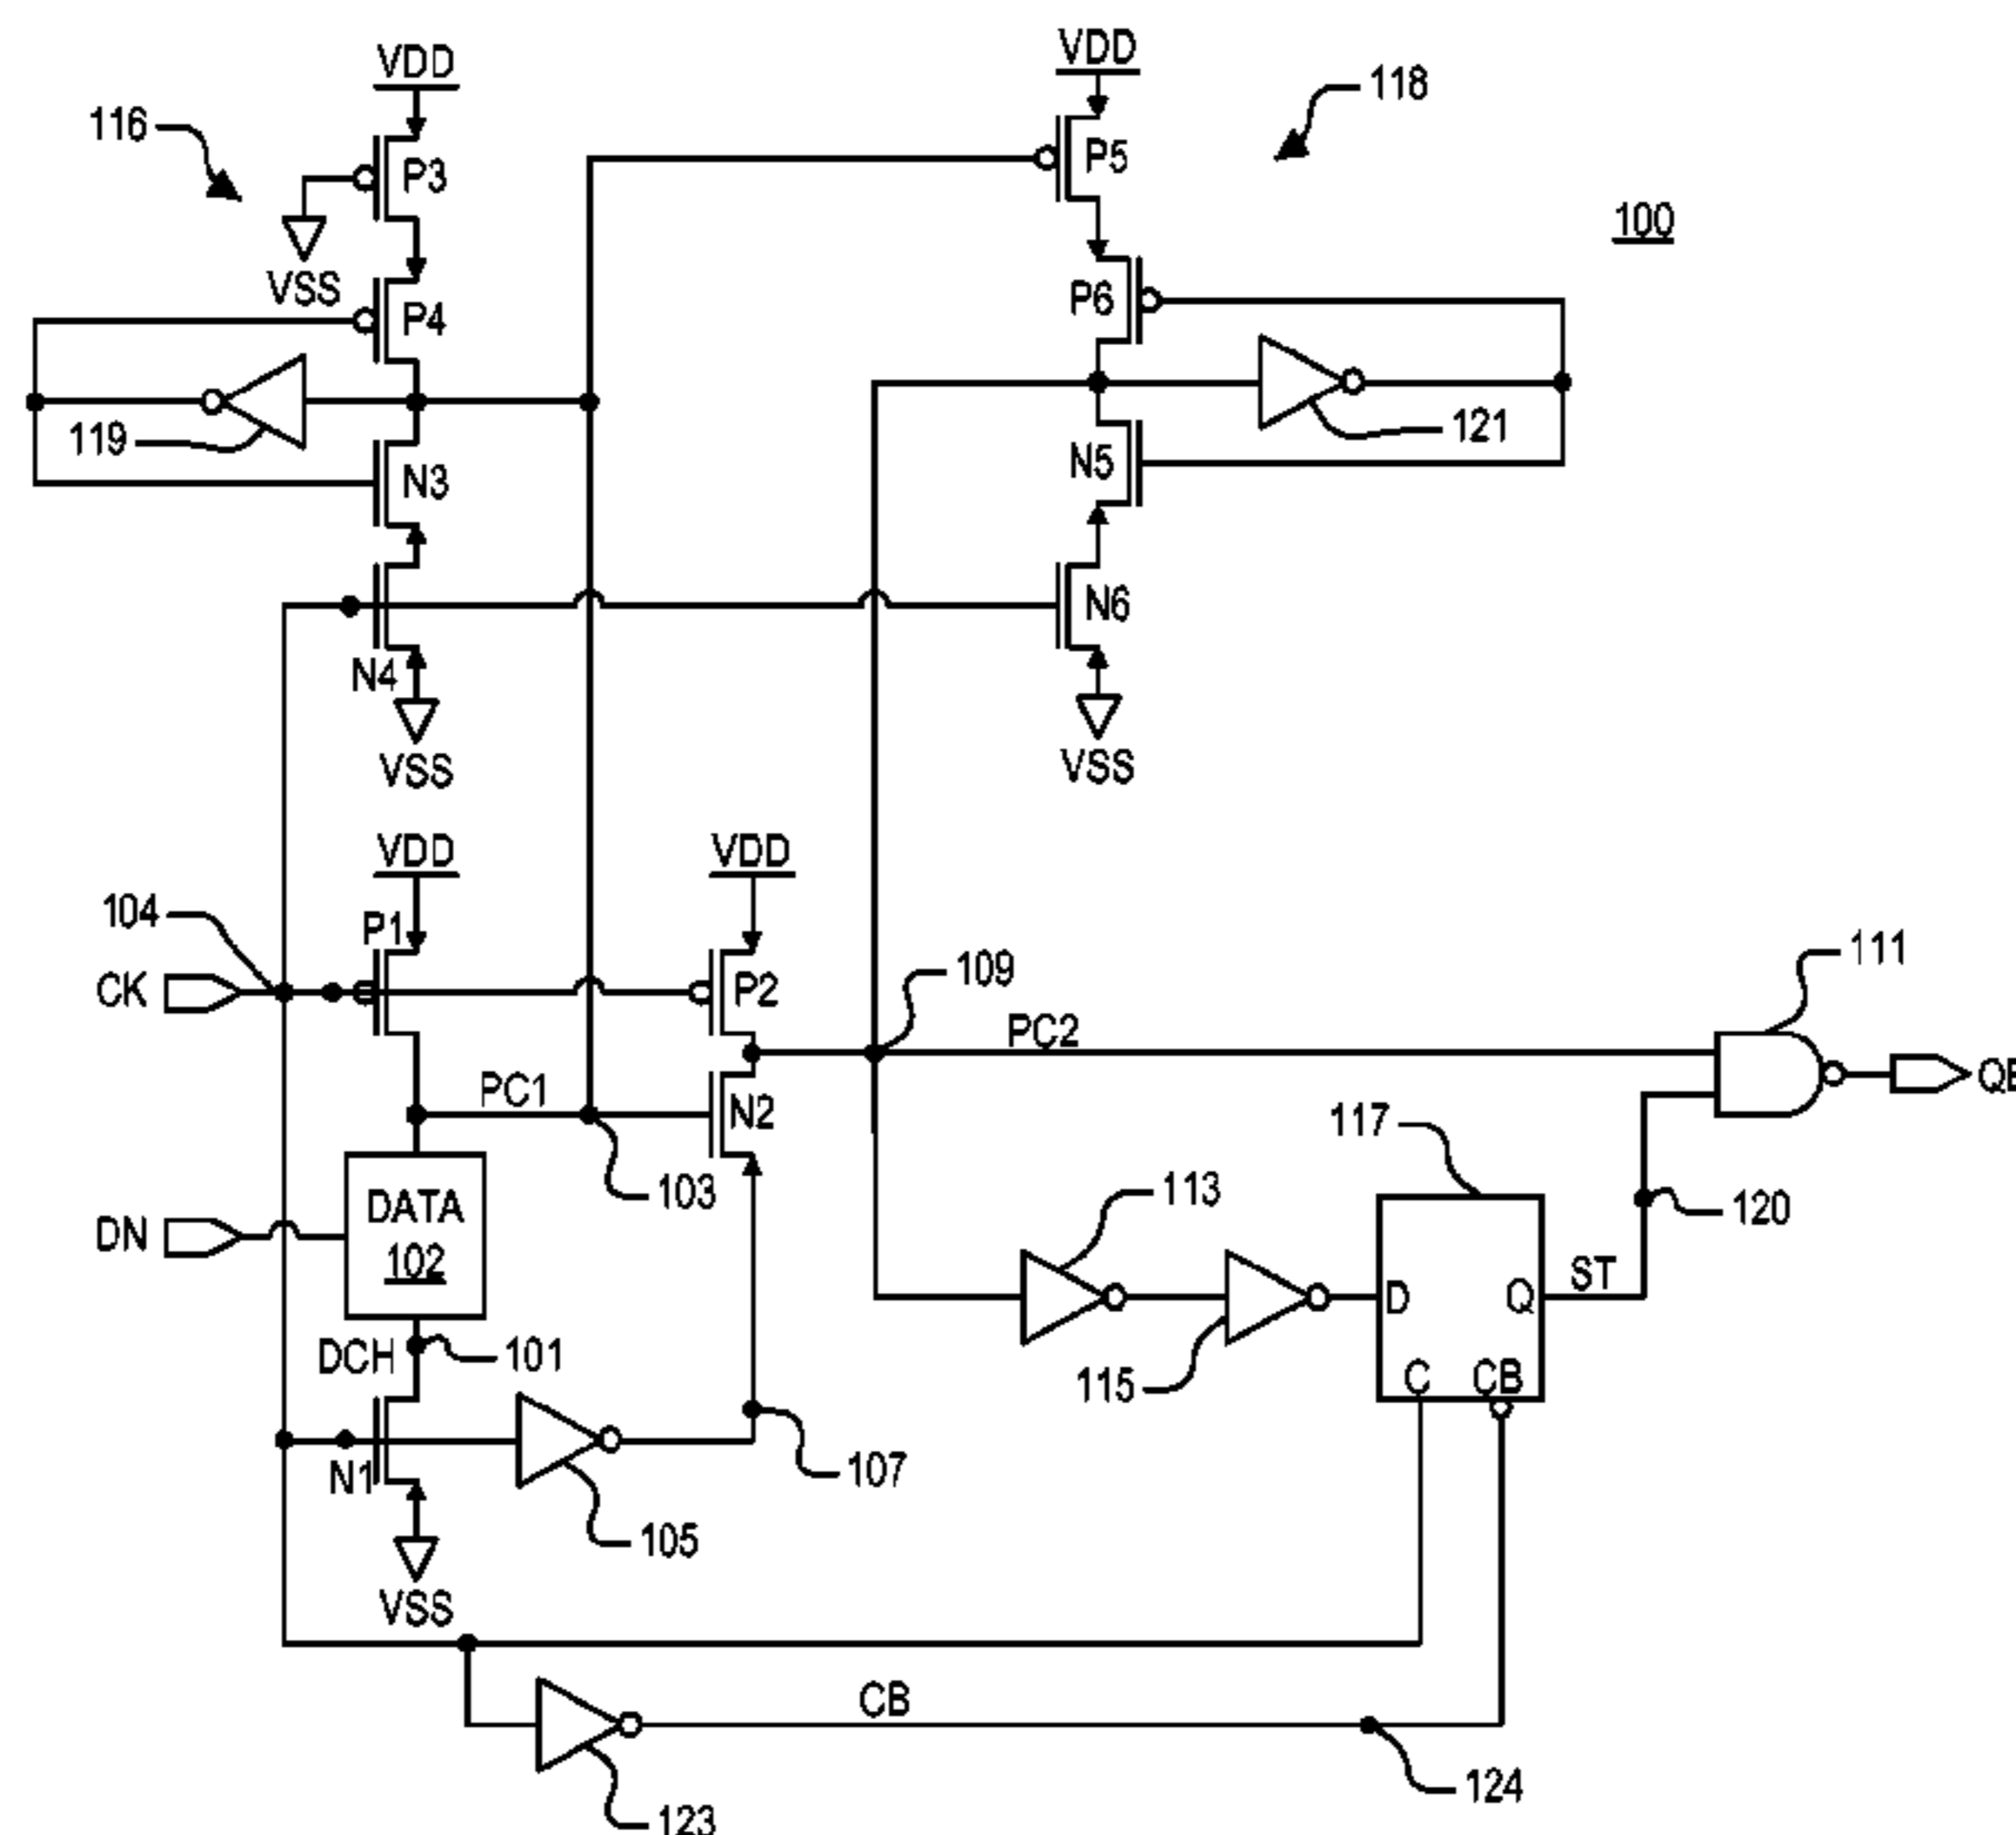 VDD
VDD
118
116
P3
P5
100
VSS
P4
P6
119
121
N3
N5
N4
N6
VSS
VSS
VDD
VDD
104
P1
CK
P2
109
111
PC2
QB
PC1
N2
117
DATA
102
103
113
DN
120
ST
D
Q
DCH
101
115
C
CB
N1
107
105
VSS
CB
124
123